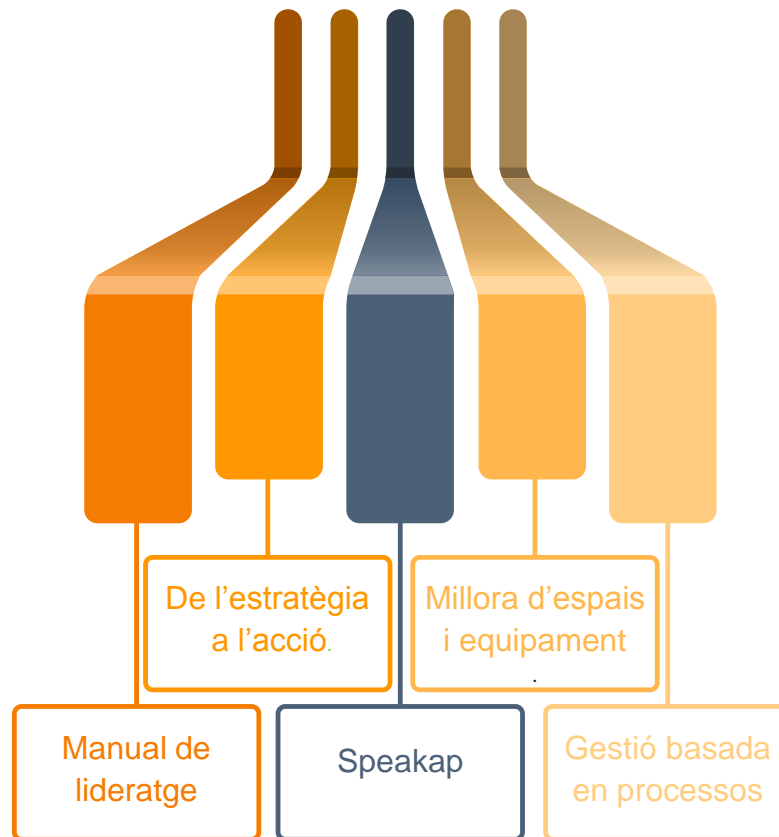 De l’estratègia
a l’acció.
Millora d’espais
i equipament
.
Manual de
lideratge
Speakap
Gestió basada
en processos